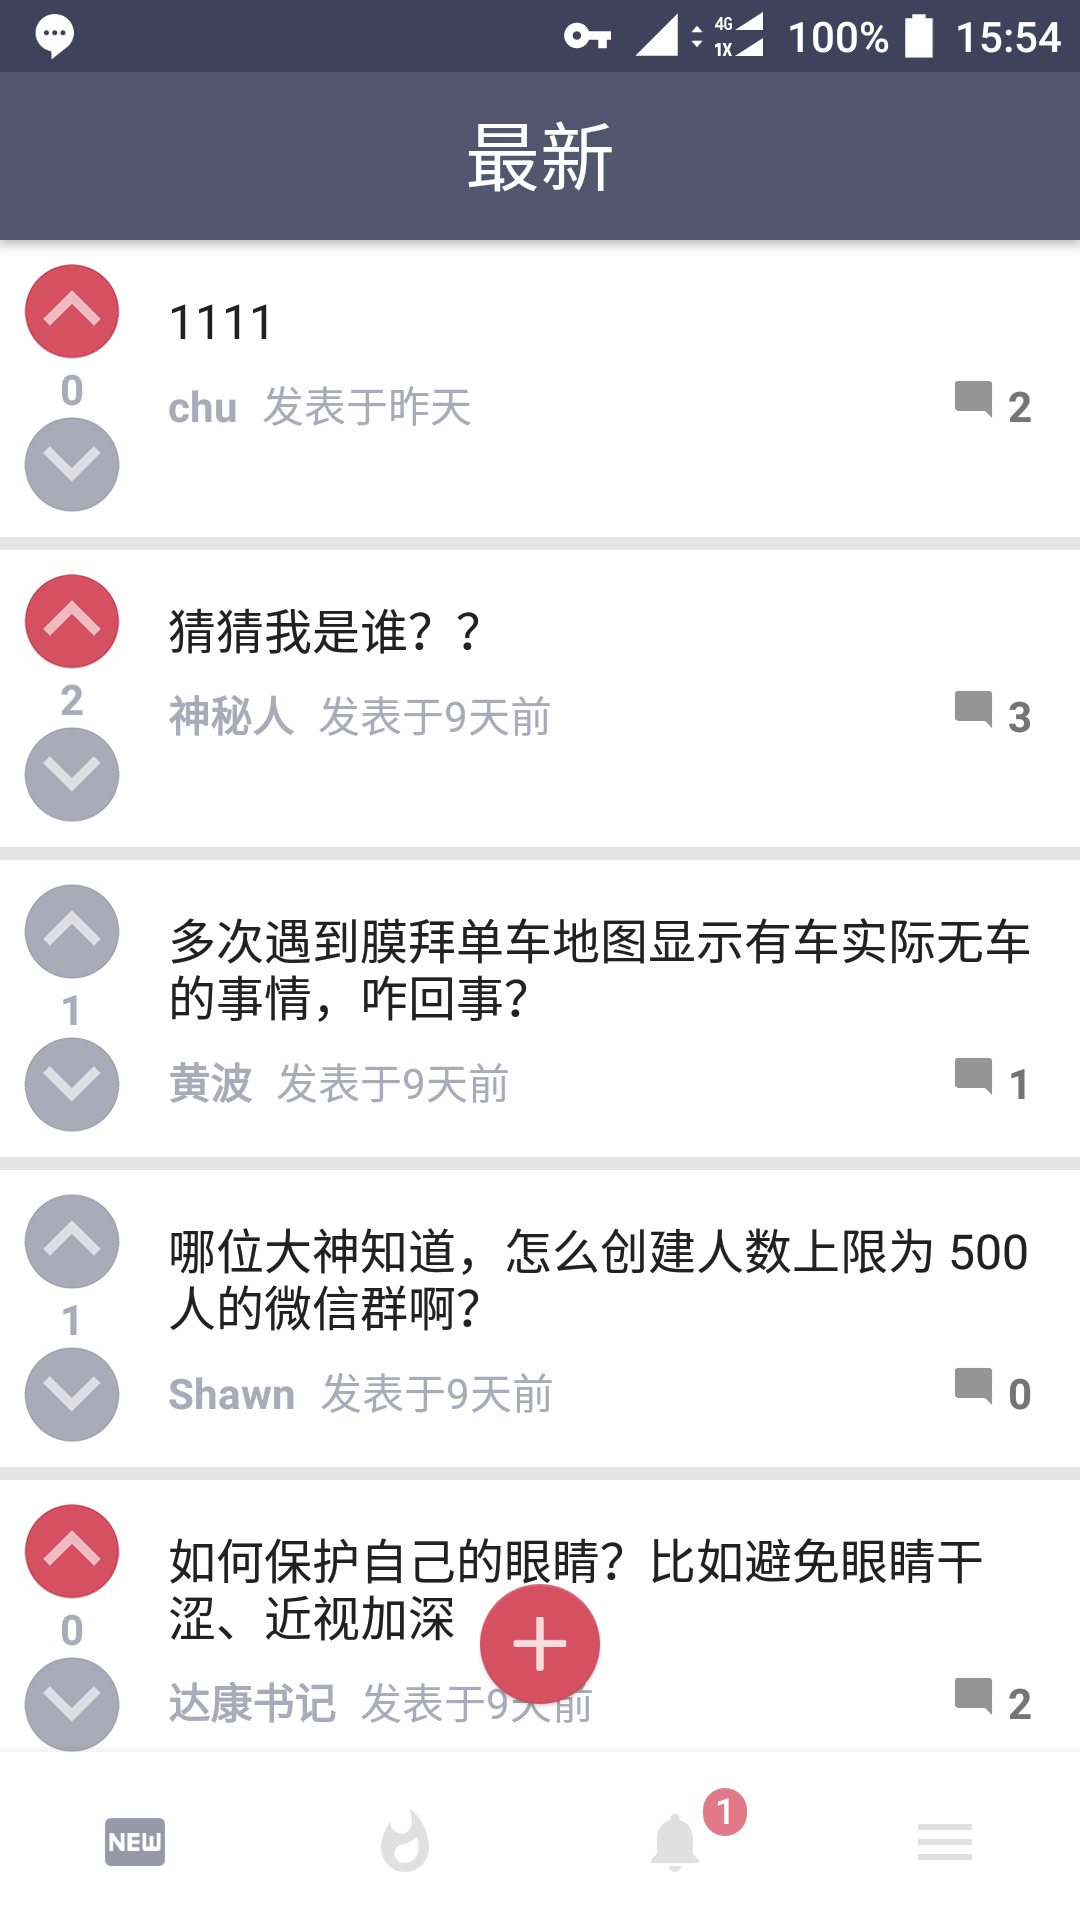 4G
1X
100%
15:54
最新
1111
0
chu 发表于昨天
2
猜猜我是谁？？
2
神秘人 发表于9天前
3
多次遇到膜拜单车地图显示有车实际无车
的事情，咋回事？
1
黄波 发表于9天前
1
哪位大神知道，怎么创建人数上限为 500
人的微信群啊？
1
Shawn 发表于9天前
0
如何保护自己的眼睛？比如避免眼睛干
涩、近视加深
0
达康书记 发表于9天前
2
NEW
1